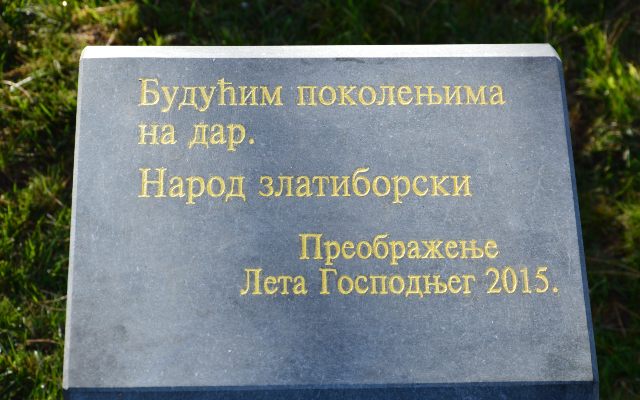 Будућим поколењима
на дар.
Народ златиборски
Преображење
Лета Господњег 2015.